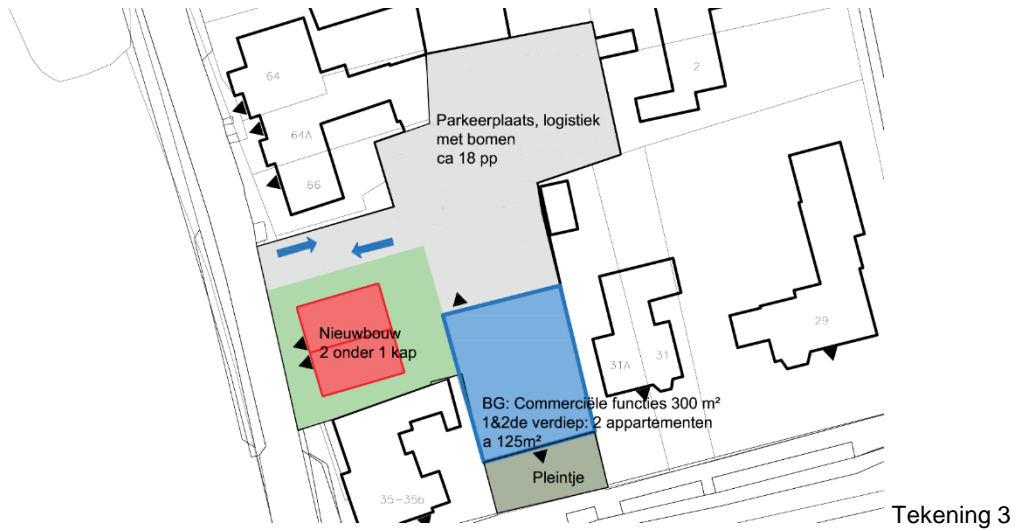 64
2
Parkeerplaats, logistiek
met bomen
ca 18 pp
64A
66
Nieuwbouw
2 onder 1 kap
29
31A
31
BG: Commerciële functies 300 m²
1&2de verdiep: 2 appartementen
a 125m²
Pleintje
35-35b
Tekening 3